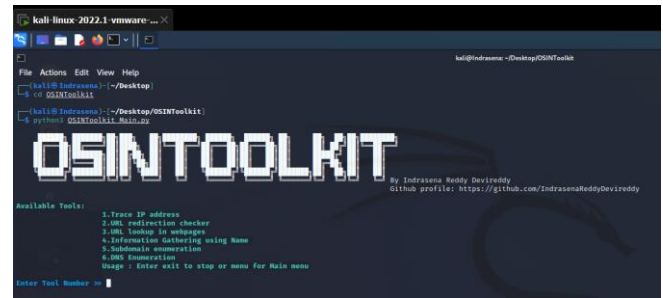 kali-linux-2022.1-vmware-...
kali@Indrasena: ~/Desktop/OSINToolkit
File Actions Edit View Help
(kali㉿Indrasena)-[~/Desktop]
$ cd OSINToolkit
(kali㉿Indrasena)-[~/Desktop/OSINToolkit]
$ python3 OSINToolkit_Main.py
OSINTOOLKIT
By Indrasena Reddy Devireddy
Github profile: https://github.com/IndrasenaReddyDevireddy
Available Tools:
1.Trace IP address
2.URL redirection checker
3.URL lookup in webpages
4.Information Gathering using Name
5.Subdomain enumeration
6.DNS Enumeration
Usage : Enter exit to stop or menu for Main menu
Enter Tool Number >>